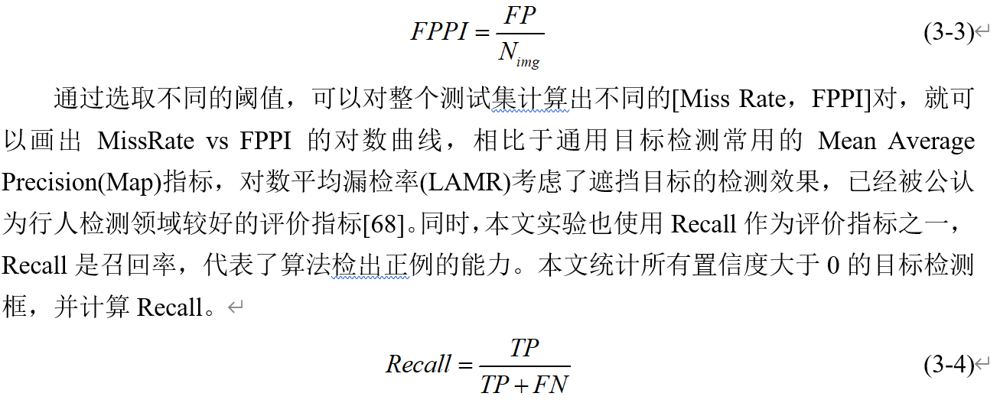 FPPI = FP / N_img (3-3)↵
通过选取不同的阈值，可以对整个测试集计算出不同的[Miss Rate，FPPI]对，就可
以画出 MissRate vs FPPI 的对数曲线，相比于通用目标检测常用的 Mean Average
Precision(Map)指标，对数平均漏检率(LAMR)考虑了遮挡目标的检测效果，已经被公认
为行人检测领域较好的评价指标[68]。同时，本文实验也使用 Recall 作为评价指标之一，
Recall 是召回率，代表了算法检出正例的能力。本文统计所有置信度大于 0 的目标检测
框，并计算 Recall。↵
Recall = TP / (TP + FN) (3-4)↵